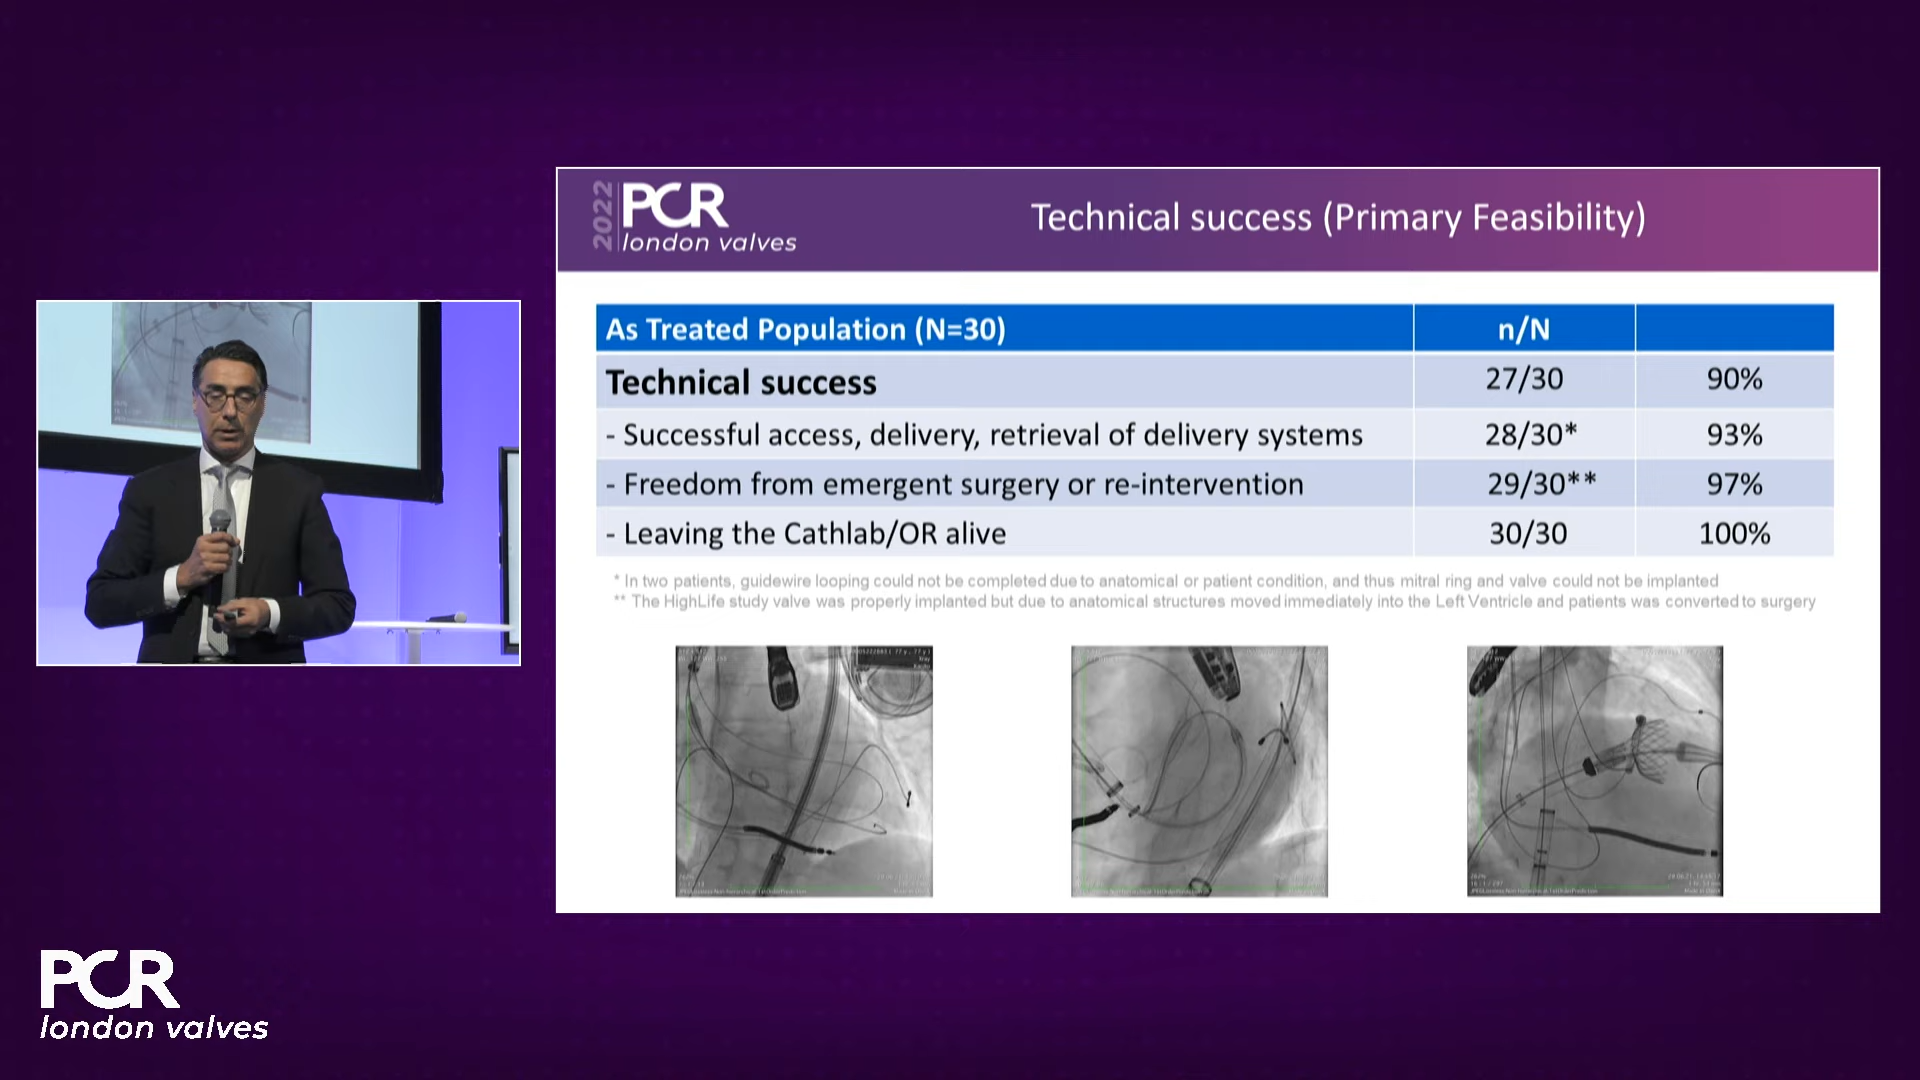 2022
PCR
london valves
Technical success (Primary Feasibility)
As Treated Population (N=30) n/N
Technical success 27/30 90%
- Successful access, delivery, retrieval of delivery systems 28/30* 93%
- Freedom from emergent surgery or re-intervention 29/30** 97%
- Leaving the Cathlab/OR alive 30/30 100%
* In two patients, guidewire looping could not be completed due to anatomical or patient condition, and thus mitral ring and valve could not be implanted
** The HighLife study valve was properly implanted but due to anatomical structures moved immediately into the Left Ventricle and patients was converted to surgery
PCR
london valves